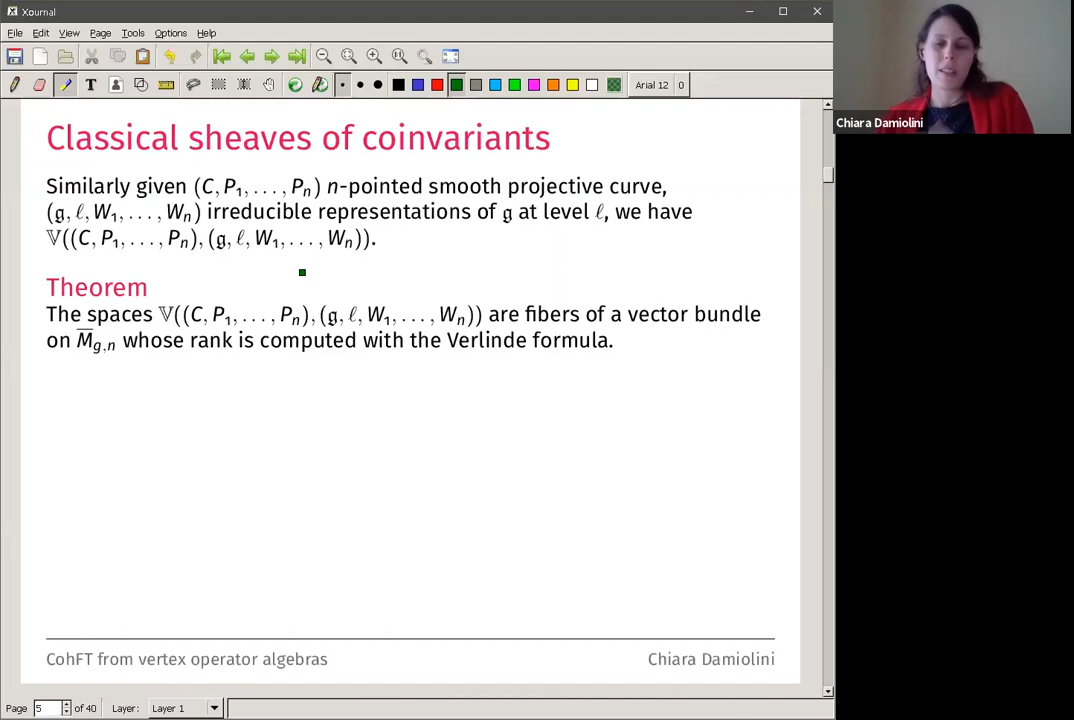 Xournal
File Edit View Page Tools Options Help
T Arial 12 0
Classical sheaves of coinvariants
Similarly given (C, P₁, . . . , Pₙ) n-pointed smooth projective curve,
(𝔤, ℓ, W₁, . . . , Wₙ) irreducible representations of 𝔤 at level ℓ, we have
𝕍((C, P₁, . . . , Pₙ), (𝔤, ℓ, W₁, . . . , Wₙ)).
Theorem
The spaces 𝕍((C, P₁, . . . , Pₙ), (𝔤, ℓ, W₁, . . . , Wₙ)) are fibers of a vector bundle
on M̅_{g,n} whose rank is computed with the Verlinde formula.
CohFT from vertex operator algebras Chiara Damiolini
Page 5 of 40 Layer: Layer 1
Chiara Damiolini